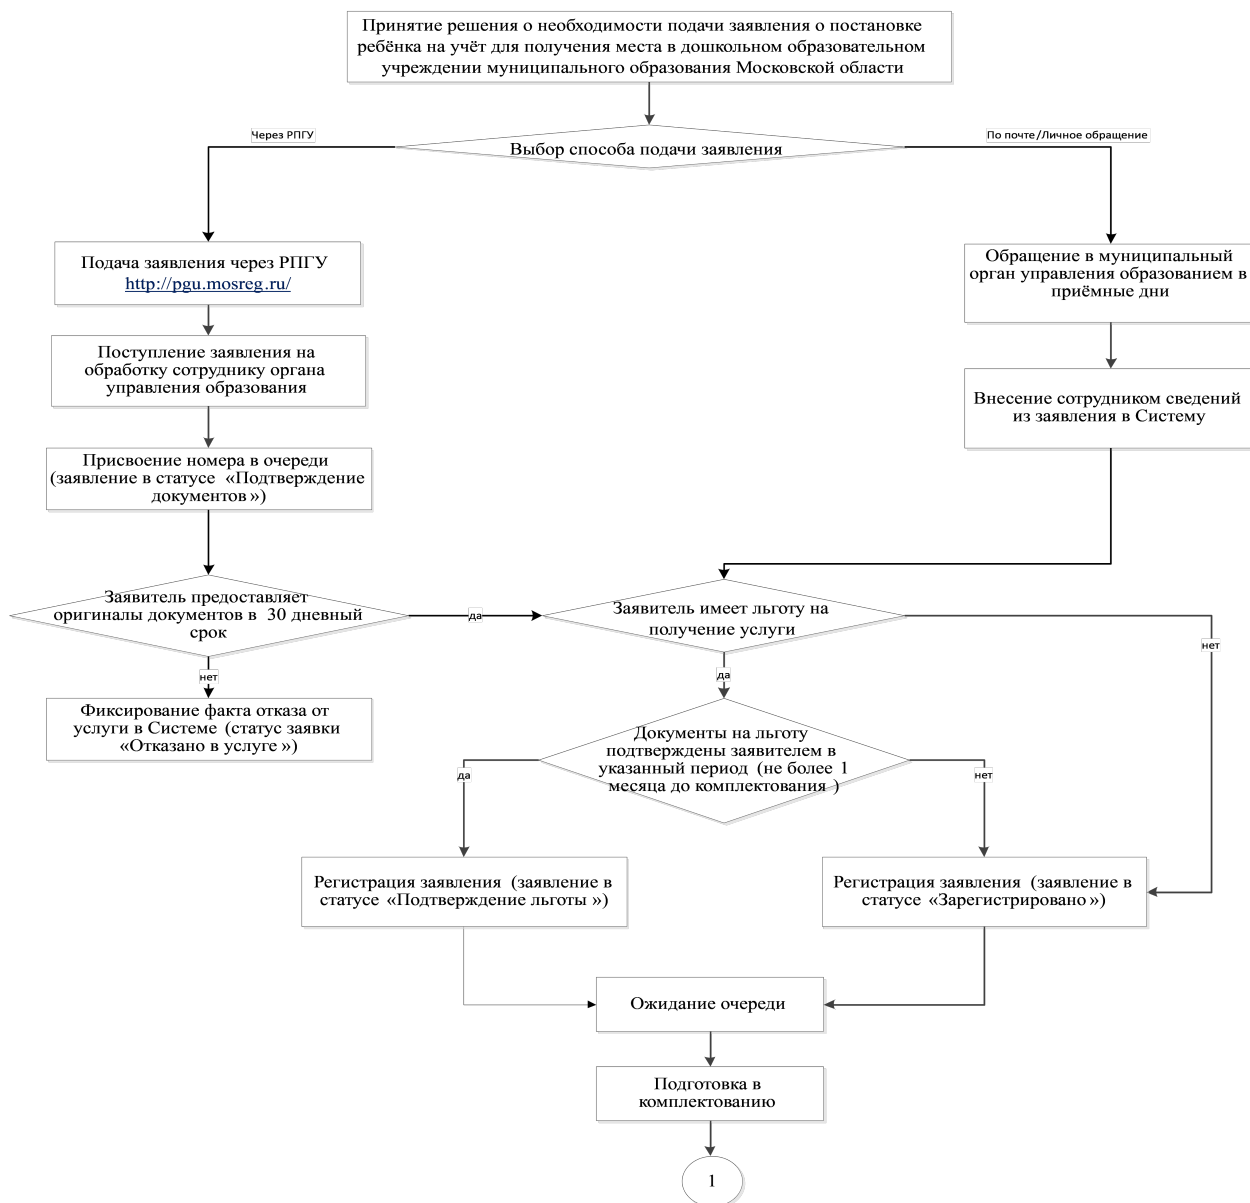 Принятие решения о необходимости подачи заявления о постановке
ребёнка на учёт для получения места в дошкольном образовательном
учреждении муниципального образования Московской области
Через РПГУ
По почте/Личное обращение
Выбор способа подачи заявления
Подача заявления через РПГУ
http://pgu.mosreg.ru/
Обращение в муниципальный
орган управления образованием в
приёмные дни
Поступление заявления на
обработку сотруднику органа
управления образования
Внесение сотрудником сведений
из заявления в Систему
Присвоение номера в очереди
(заявление в статусе «Подтверждение
документов»)
Заявитель предоставляет
оригиналы документов в 30 дневный
срок
да
Заявитель имеет льготу на
получение услуги
нет
нет
да
Фиксирование факта отказа от
услуги в Системе (статус заявки
«Отказано в услуге»)
Документы на льготу
подтверждены заявителем в
указанный период (не более 1
месяца до комплектования )
да
нет
Регистрация заявления (заявление в
статусе «Подтверждение льготы »)
Регистрация заявления (заявление в
статусе «Зарегистрировано»)
Ожидание очереди
Подготовка в
комплектованию
1